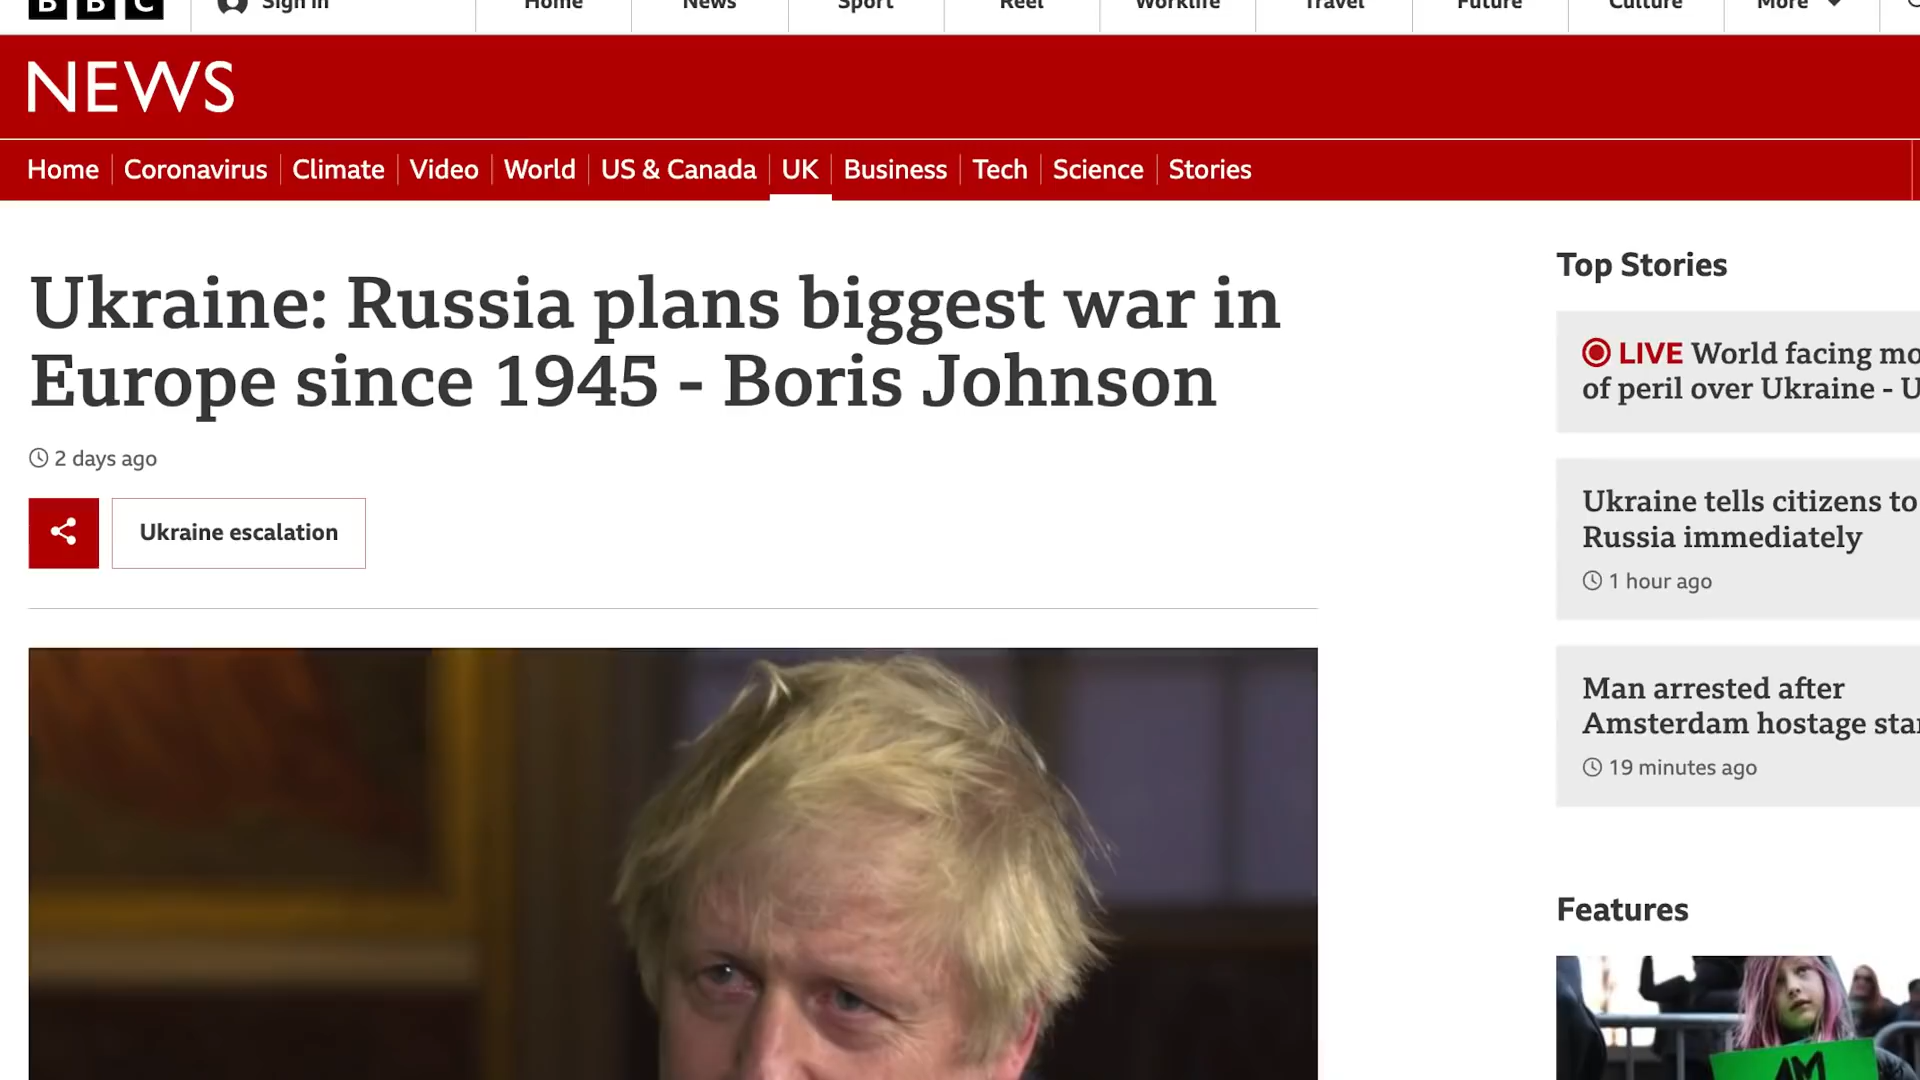 BBC
Sign in
Home
News
Sport
Reel
Worklife
Travel
Future
Culture
More
NEWS
Home
Coronavirus
Climate
Video
World
US & Canada
UK
Business
Tech
Science
Stories
Ukraine: Russia plans biggest war in
Europe since 1945 - Boris Johnson
2 days ago
Ukraine escalation
Top Stories
LIVE World facing
of peril over Ukraine -
Ukraine tells citizens to
Russia immediately
1 hour ago
Man arrested after
Amsterdam hostage
19 minutes ago
Features